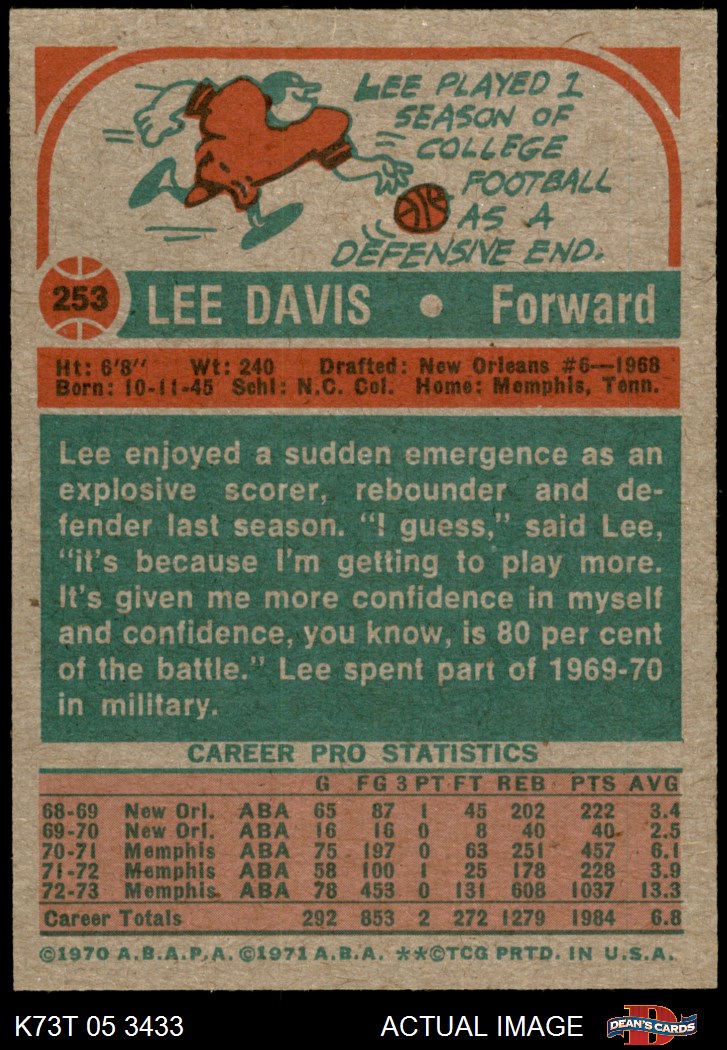 LEE PLAYED 1
SEASON OF
COLLEGE
FOOTBALL
AS A
DEFENSIVE END.
253
LEE DAVIS • Forward
Ht: 6'8" Wt: 240 Drafted: New Orleans #6—1968
Born: 10-11-45 Schl: N.C. Col. Home: Memphis, Tenn.
Lee enjoyed a sudden emergence as an
explosive scorer, rebounder and de-
fender last season. "I guess," said Lee,
"it's because I'm getting to play more.
It's given me more confidence in myself
and confidence, you know, is 80 per cent
of the battle." Lee spent part of 1969-70
in military.
CAREER PRO STATISTICS
G FG 3 PT FT REB PTS AVG
68-69 New Orl. ABA 65 87 1 45 202 222 3.4
69-70 New Orl. ABA 16 16 0 8 40 40 2.5
70-71 Memphis ABA 75 197 0 63 251 457 6.1
71-72 Memphis ABA 58 100 1 25 178 228 3.9
72-73 Memphis ABA 78 453 0 131 608 1037 13.3
Career Totals 292 853 2 272 1279 1984 6.8
©1970 A.B.A.P.A. ©1971 A.B.A. **©TCG PRTD. IN U.S.A.
K73T 05 3433 ACTUAL IMAGE D DEAN'S CARDS